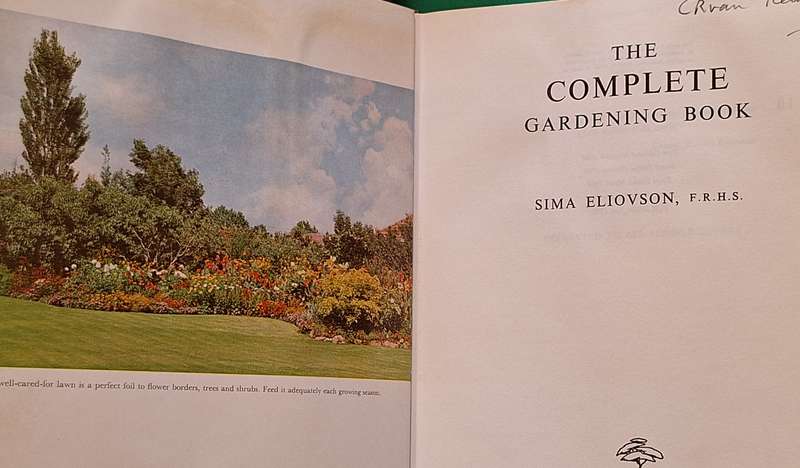 well-cared-for lawn is a perfect foil to flower borders, trees and shrubs. Feed it adequately each growing season.
THE
COMPLETE
GARDENING BOOK
SIMA ELIOVSON, F.R.H.S.